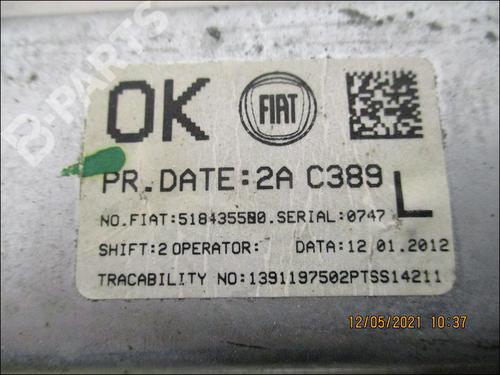 B-PARTS
OK FIAT
PR.DATE:2A C389
L
NO.FIAT:51843550.SERIAL:0747
SHIFT:2 OPERATOR: DATA:12 01.2012
TRACABILITY NO:1391197502PTSS14211
12/05/2021 10:37